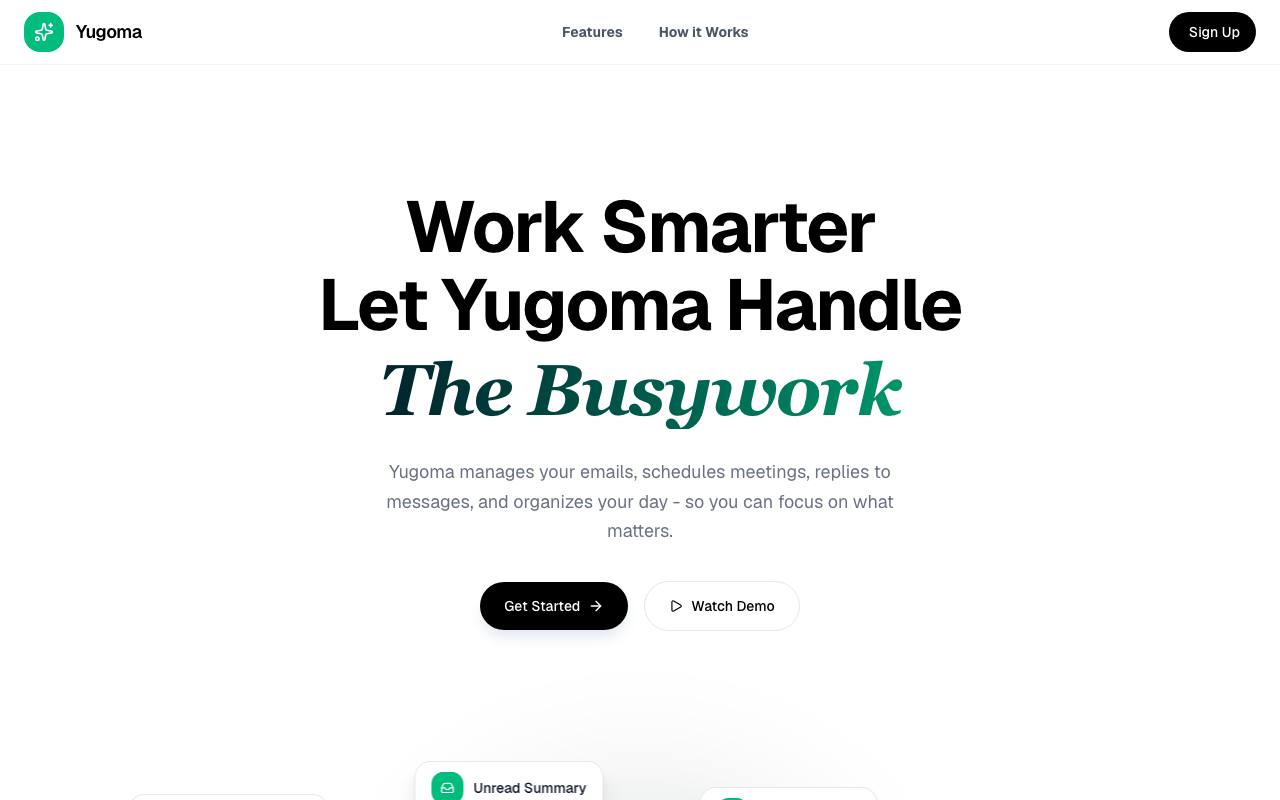 Yugoma
Features
How it Works
Sign Up
Work Smarter
Let Yugoma Handle
The Busywork
Yugoma manages your emails, schedules meetings, replies to
messages, and organizes your day - so you can focus on what
matters.
Get Started
Watch Demo
Unread Summary